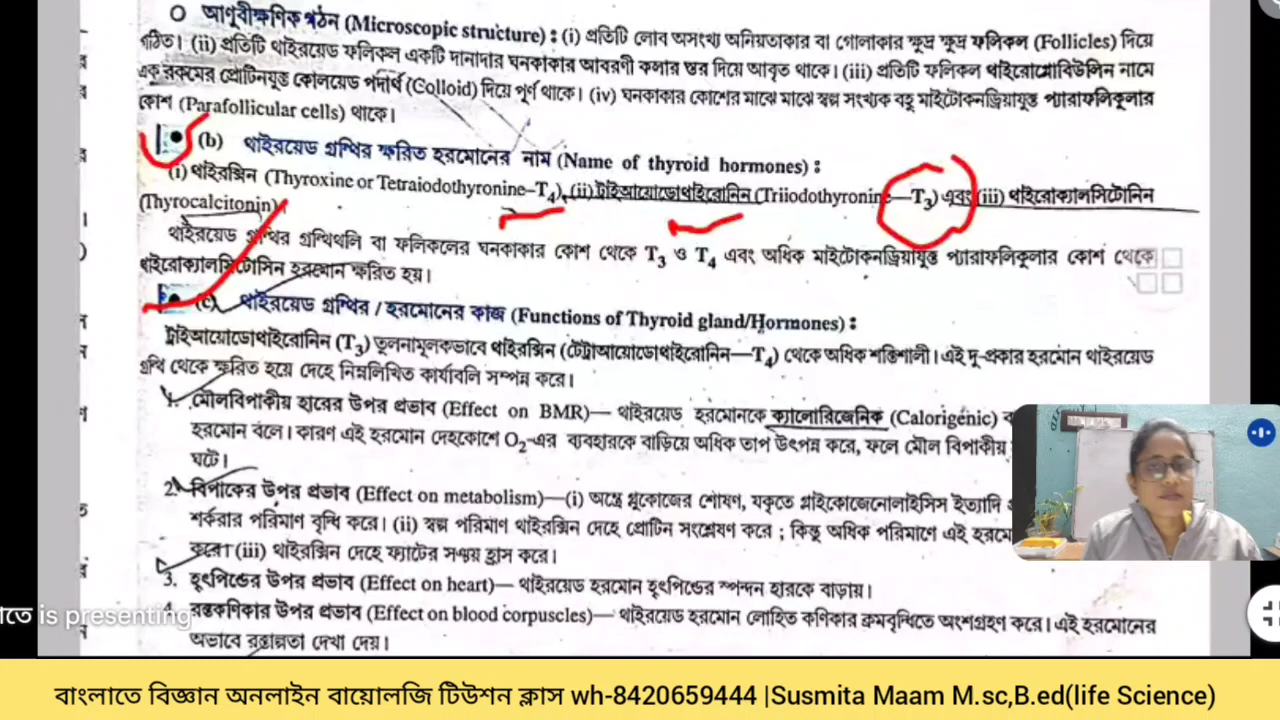 O আণুবীক্ষণিক গঠন (Microscopic structure) : (i) প্রতিটি লোব অসংখ্য অনিয়তাকার বা গোলাকার ক্ষুদ্র ক্ষুদ্র ফলিকল (Follicles) দিয়ে
গঠিত। (ii) প্রতিটি থাইরয়েড ফলিকল একটি দানাদার ঘনকাকার আবরণী কলার স্তর দিয়ে আবৃত থাকে। (iii) প্রতিটি ফলিকল থাইরোগ্লোবিউলিন নামে
এক রকমের প্রোটিনযুক্ত কোলয়েড পদার্থ (Colloid) দিয়ে পূর্ণ থাকে। (iv) ঘনকাকার কোশের মাঝে মাঝে স্বল্প সংখ্যক বহু মাইটোকনড্রিয়াযুক্ত প্যারাফলিকুলার
কোশ (Parafollicular cells) থাকে।
(b) থাইরয়েড গ্রন্থির ক্ষরিত হরমোনের নাম (Name of thyroid hormones) :
(i) থাইরক্সিন (Thyroxine or Tetraiodothyronine–T₄), (ii) ট্রাইআয়োডোথাইরোনিন (Triiodothyronine—T₃) এবং (iii) থাইরোক্যালসিটোনিন
(Thyrocalcitonin)।
থাইরয়েড গ্রন্থির গ্রন্থিথলি বা ফলিকলের ঘনকাকার কোশ থেকে T₃ ও T₄ এবং অধিক মাইটোকনড্রিয়াযুক্ত প্যারাফলিকুলার কোশ থেকে
থাইরোক্যালসিটোসিন হরমোন ক্ষরিত হয়।
(c) থাইরয়েড গ্রন্থির / হরমোনের কাজ (Functions of Thyroid gland/Hormones) :
ট্রাইআয়োডোথাইরোনিন (T₃) তুলনামূলকভাবে থাইরক্সিন (টেট্রাআয়োডোথাইরোনিন—T₄) থেকে অধিক শক্তিশালী। এই দু-প্রকার হরমোন থাইরয়েড
গ্রন্থি থেকে ক্ষরিত হয়ে দেহে নিম্নলিখিত কার্যাবলি সম্পন্ন করে।
1. মৌলবিপাকীয় হারের উপর প্রভাব (Effect on BMR)— থাইরয়েড হরমোনকে ক্যালোরিজেনিক (Calorigenic)
হরমোন বলে। কারণ এই হরমোন দেহকোশে O₂-এর ব্যবহারকে বাড়িয়ে অধিক তাপ উৎপন্ন করে, ফলে মৌল বিপাকীয়
ঘটে।
2. বিপাকের উপর প্রভাব (Effect on metabolism)—(i) অন্ত্রে গ্লুকোজের শোষণ, যকৃতে গ্লাইকোজেনোলাইসিস ইত্যাদি
শর্করার পরিমাণ বৃদ্ধি করে। (ii) স্বল্প পরিমাণ থাইরক্সিন দেহে প্রোটিন সংশ্লেষণ করে ; কিন্তু অধিক পরিমাণে এই
করে। (iii) থাইরক্সিন দেহে ফ্যাটের সঞ্চয় হ্রাস করে।
3. হৃৎপিন্ডের উপর প্রভাব (Effect on heart)— থাইরয়েড হরমোন হৃৎপিন্ডের স্পন্দন হারকে বাড়ায়।
is presenting
4. রক্তকণিকার উপর প্রভাব (Effect on blood corpuscles)— থাইরয়েড হরমোন লোহিত কণিকার ক্রমবৃদ্ধিতে অংশগ্রহণ করে। এই হরমোনের
অভাবে রক্তাল্পতা দেখা দেয়।
বাংলাতে বিজ্ঞান অনলাইন বায়োলজি টিউশন ক্লাস wh-8420659444 |Susmita Maam M.sc,B.ed(life Science)